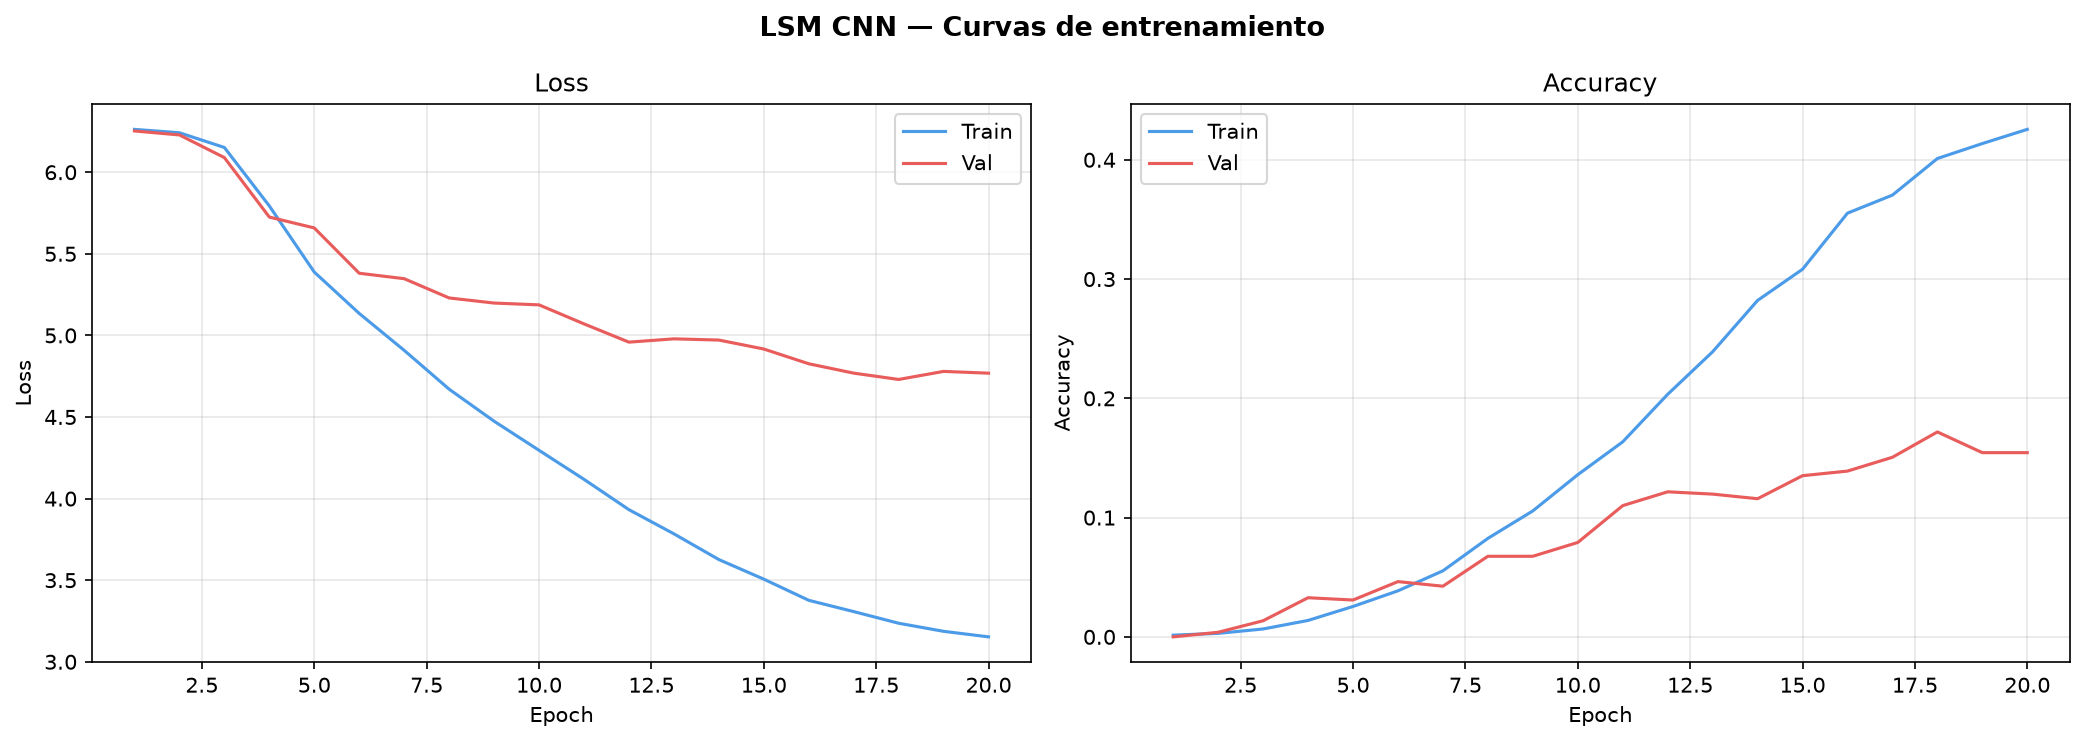 LSM CNN — Curvas de entrenamiento
Loss
Train
Val
6.0
5.5
5.0
4.5
4.0
3.5
3.0
Loss
2.5 5.0 7.5 10.0 12.5 15.0 17.5 20.0
Epoch
Accuracy
Train
Val
0.4
0.3
0.2
0.1
0.0
Accuracy
2.5 5.0 7.5 10.0 12.5 15.0 17.5 20.0
Epoch